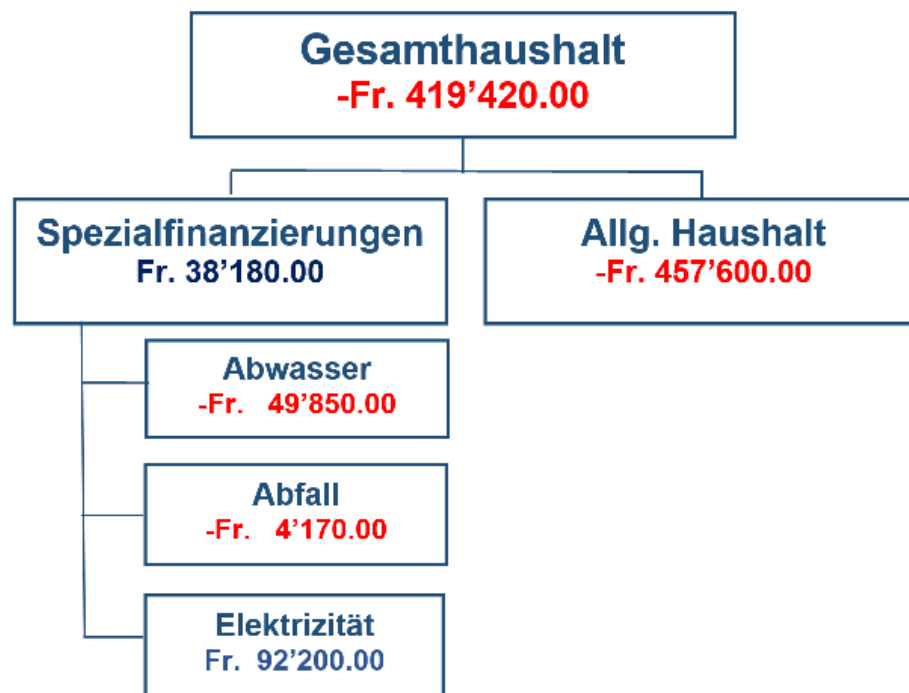 Gesamthaushalt
-Fr. 419’420.00
Spezialfinanzierungen
Fr. 38’180.00
Allg. Haushalt
-Fr. 457’600.00
Abwasser
-Fr. 49’850.00
Abfall
-Fr. 4’170.00
Elektrizität
Fr. 92’200.00